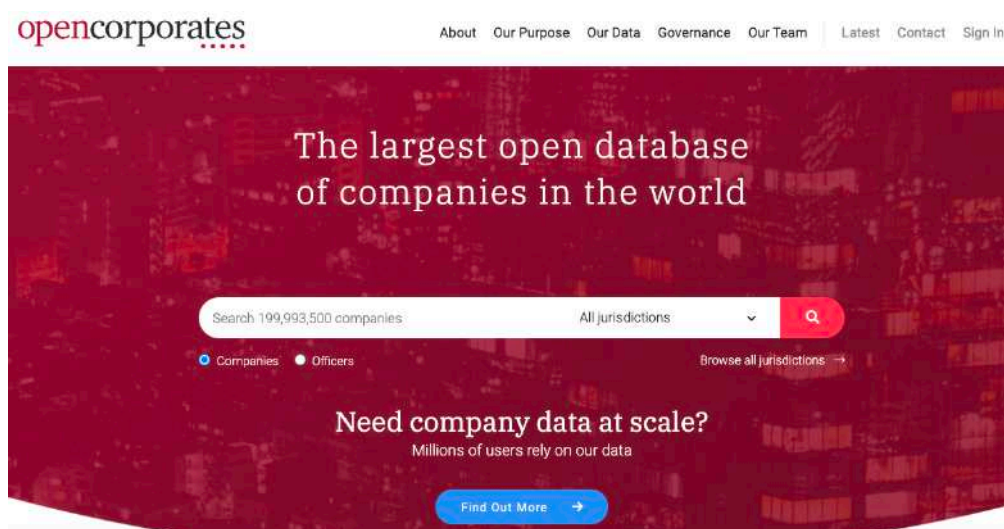 opencorporates
About Our Purpose Our Data Governance Our Team Latest Contact Sign In
The largest open database
of companies in the world
Search 199,993,500 companies All jurisdictions
Companies Officers Browse all jurisdictions →
Need company data at scale?
Millions of users rely on our data
Find Out More →